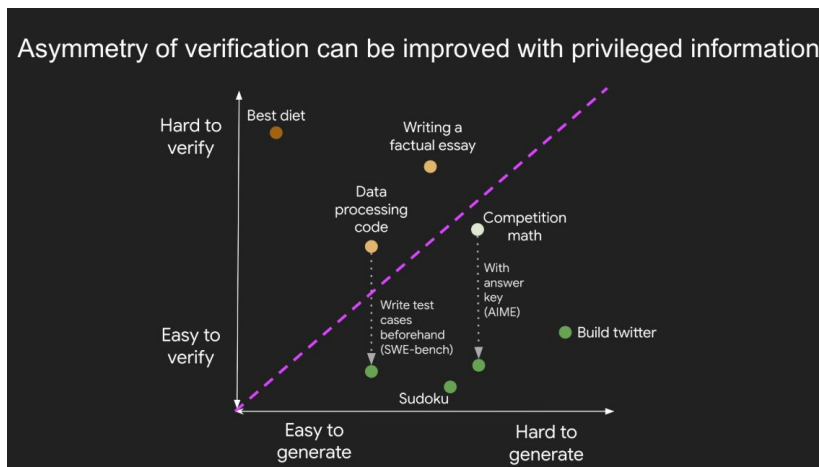 Asymmetry of verification can be improved with privileged information
Hard to
verify
Best diet
Writing a
factual essay
Data
processing
code
Competition
math
With
answer
key
(AIME)
Write test
cases
beforehand
(SWE-bench)
Easy to
verify
Build twitter
Sudoku
Easy to
generate
Hard to
generate